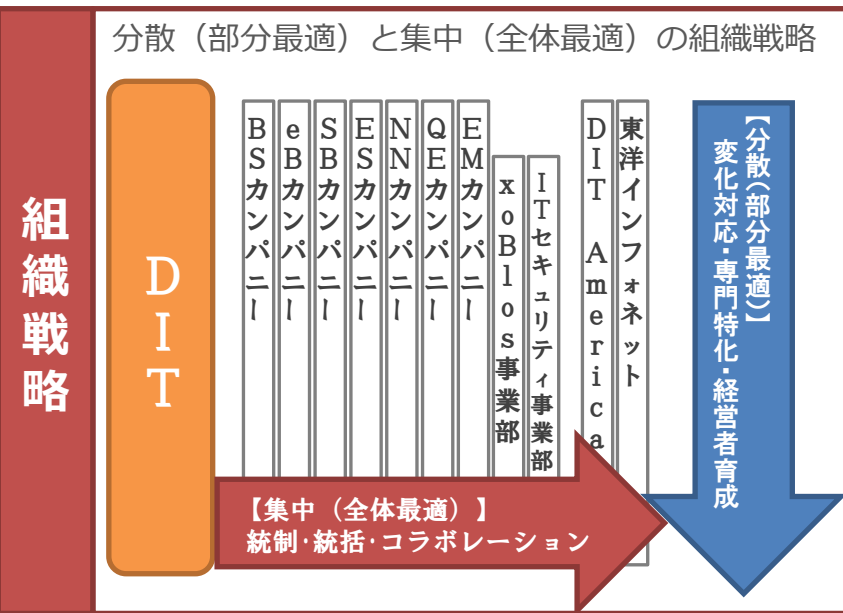 分散（部分最適）と集中（全体最適）の組織戦略
組織戦略
DIT
BSカンパニー
eBカンパニー
SBカンパニー
ESカンパニー
NNカンパニー
QEカンパニー
EMカンパニー
xoBlos事業部
ITセキュリティ事業部
DIT America
東洋インフォネット
【分散（部分最適）】
変化対応・専門特化・経営者育成
【集中（全体最適）】
統制・統括・コラボレーション